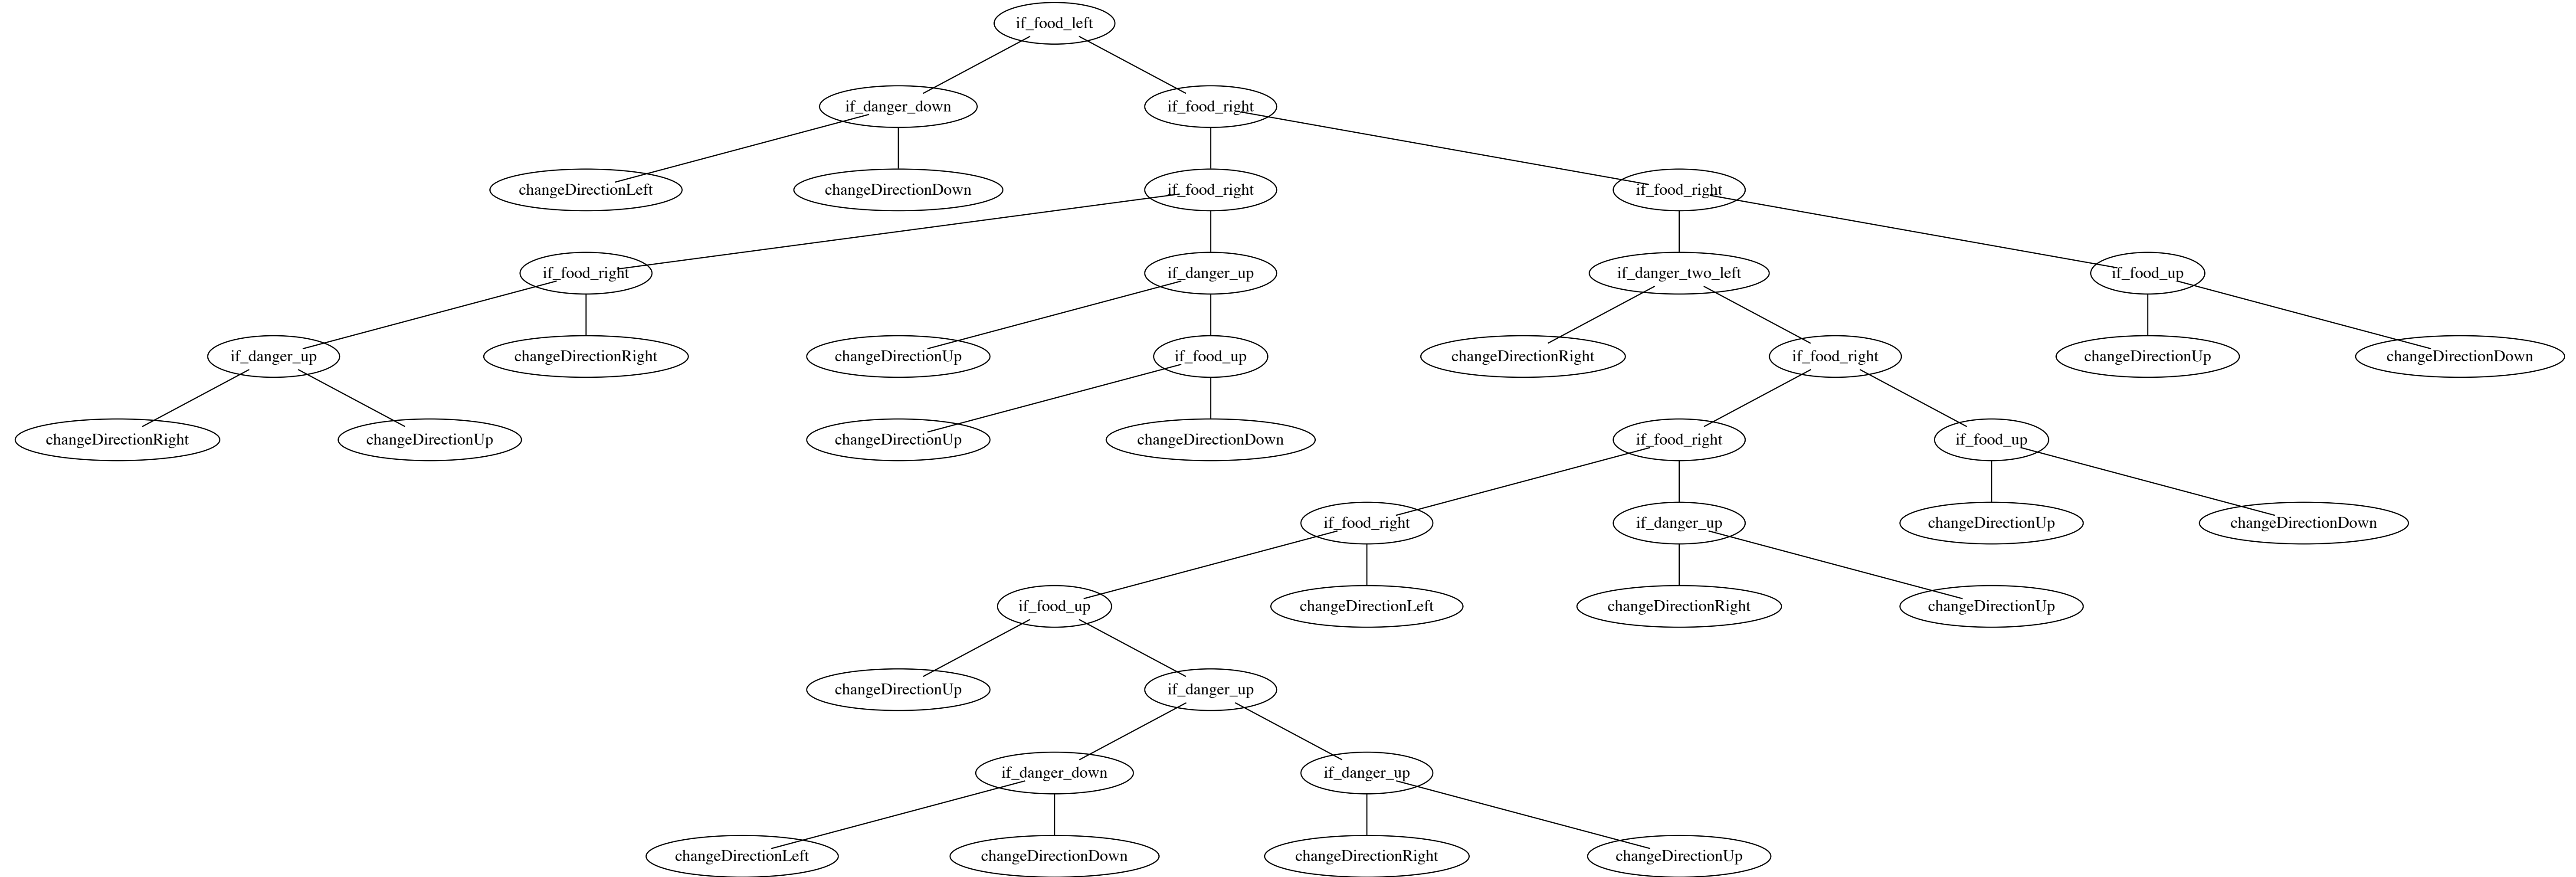 if_food_left
if_danger_down
if_food_right
changeDirectionLeft
changeDirectionDown
if_food_right
if_food_right
if_food_right
if_danger_up
if_danger_two_left
if_food_up
if_danger_up
changeDirectionRight
changeDirectionUp
if_food_up
changeDirectionRight
if_food_right
changeDirectionUp
changeDirectionDown
changeDirectionRight
changeDirectionUp
changeDirectionUp
changeDirectionDown
if_food_right
if_food_up
if_food_right
if_danger_up
changeDirectionUp
changeDirectionDown
if_food_up
changeDirectionLeft
changeDirectionRight
changeDirectionUp
changeDirectionUp
if_danger_up
if_danger_down
if_danger_up
changeDirectionLeft
changeDirectionDown
changeDirectionRight
changeDirectionUp